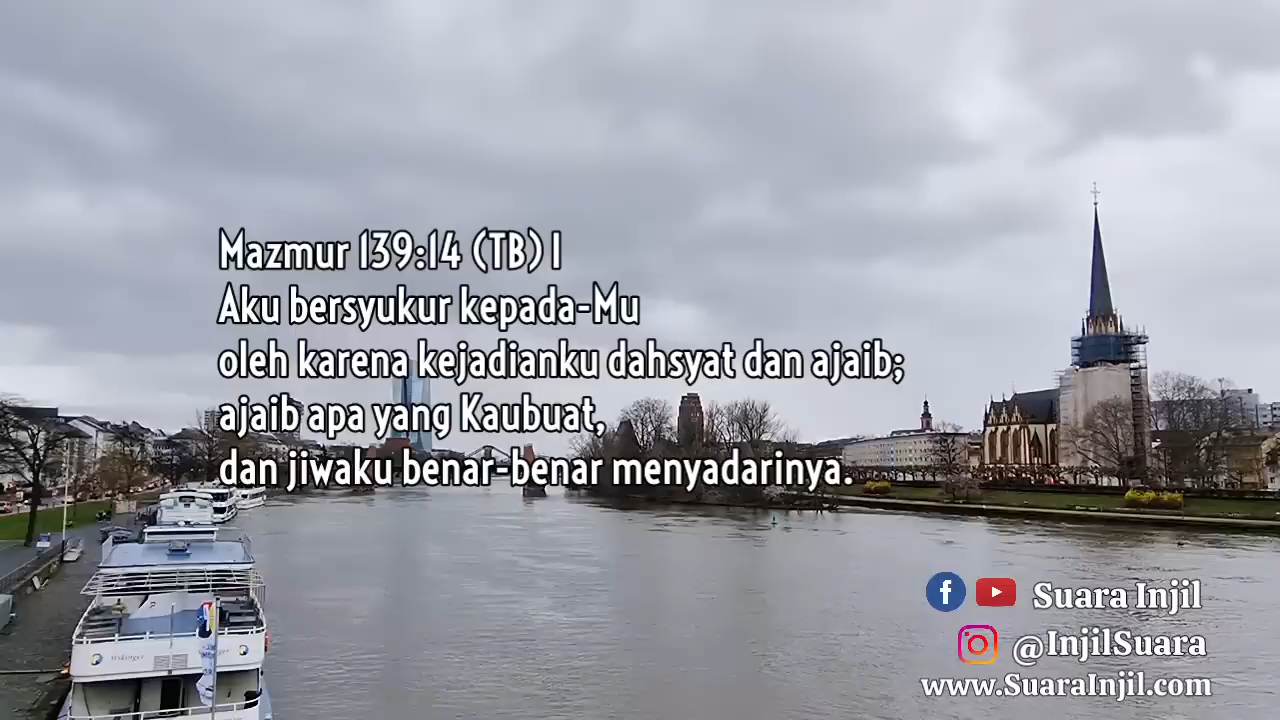 Mazmur 139:14 (TB) |
Aku bersyukur kepada-Mu
oleh karena kejadianku dahsyat dan ajaib;
ajaib apa yang Kaubuat,
dan jiwaku benar-benar menyadarinya.
Suara Injil
@InjilSuara
www.SuaraInjil.com
Wikinger